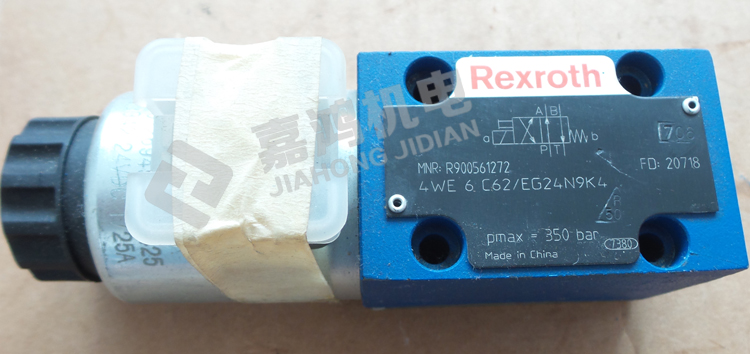 Rexroth
A B
a
b
P T
MNR: R900561272
FD: 20718
4WE 6 C62/EG24N9K4
pmax = 350 bar
7380
Made in China
嘉鸿机电
JIAHONG JIDIAN
25
25A